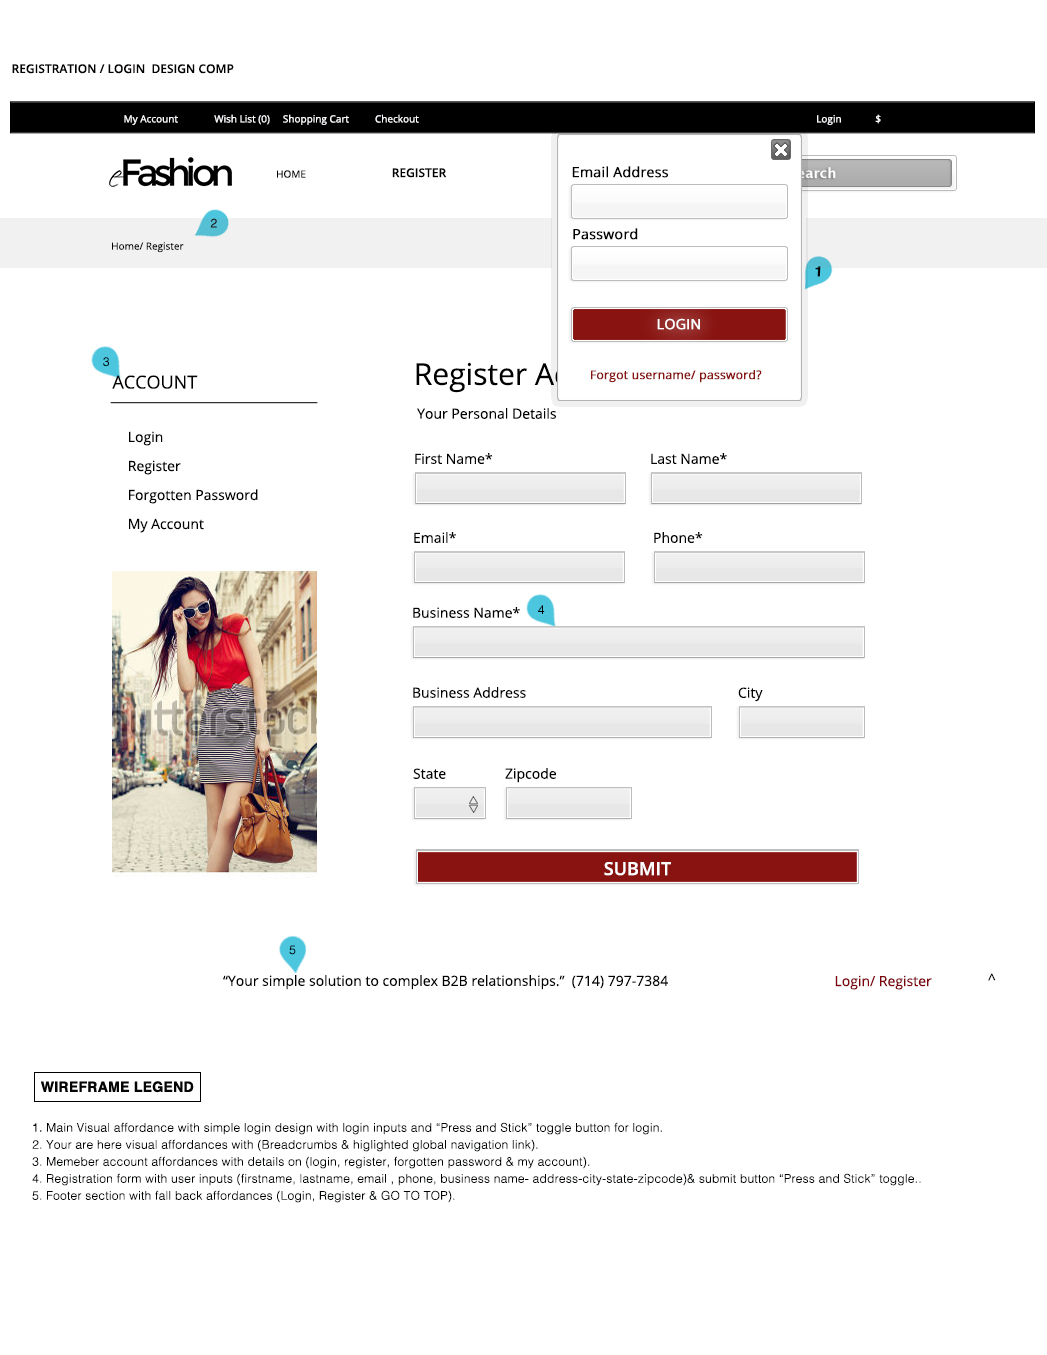 REGISTRATION / LOGIN  DESIGN COMP
My Account Wish List (0) Shopping Cart Checkout Login $
eFashion HOME REGISTER earch
Email Address
Password
2
Home/ Register
1
LOGIN
Forgot username/ password?
3
ACCOUNT
Login
Register
Forgotten Password
My Account
utterstock
Register A
Your Personal Details
First Name* Last Name*
Email* Phone*
Business Name* 4
Business Address City
State Zipcode
SUBMIT
5
“Your simple solution to complex B2B relationships.”  (714) 797-7384 Login/ Register ^
WIREFRAME LEGEND
1. Main Visual affordance with simple login design with login inputs and “Press and Stick” toggle button for login.
2. Your are here visual affordances with (Breadcrumbs & higlighted global navigation link).
3. Memeber account affordances with details on (login, register, forgotten password & my account).
4. Registration form with user inputs (firstname, lastname, email , phone, business name- address-city-state-zipcode)& submit button “Press and Stick” toggle..
5. Footer section with fall back affordances (Login, Register & GO TO TOP).